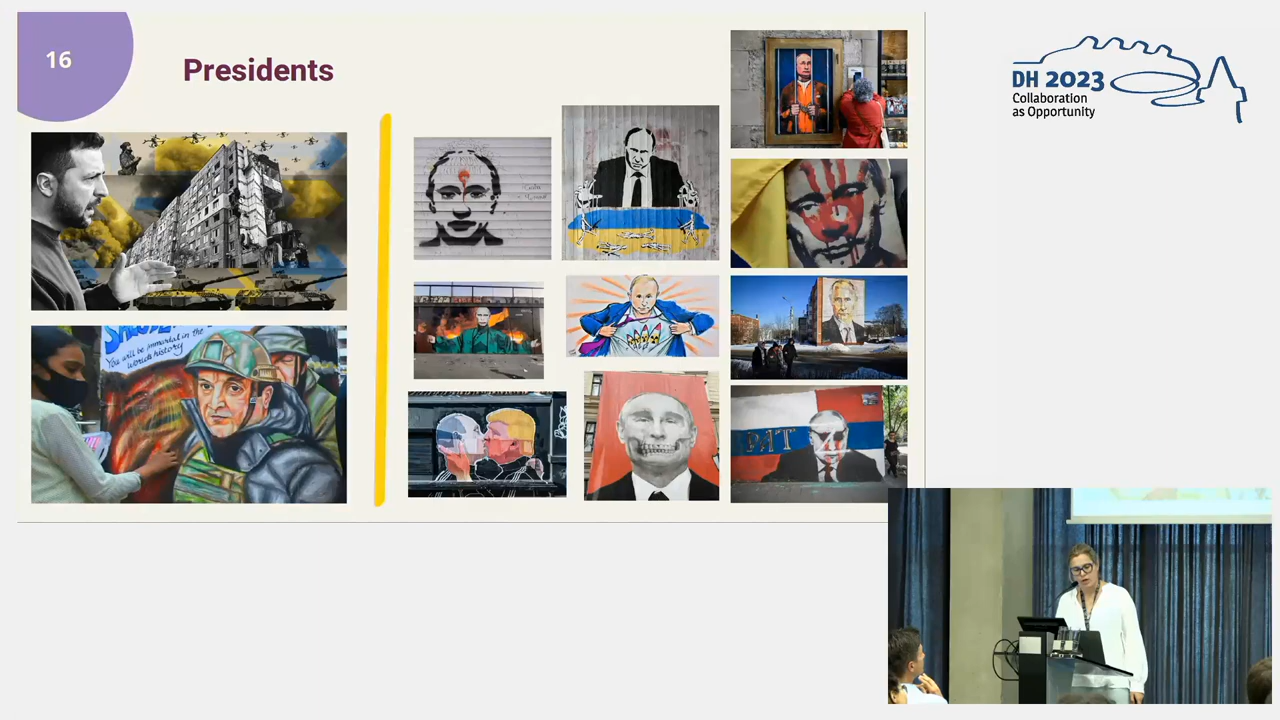 16
Presidents
YOU will be immortal in the
world history
DH 2023
Collaboration
as Opportunity